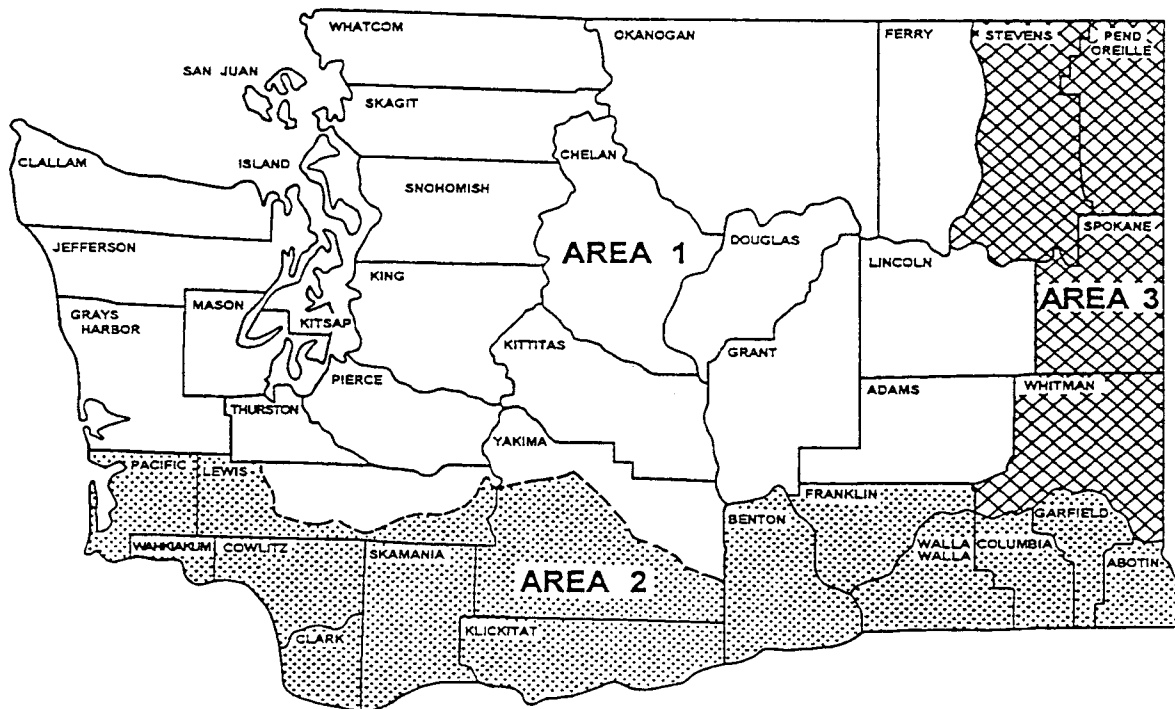 WHATCOM
OKANOGAN
FERRY
STEVENS
PEND
OREILLE
SAN JUAN
SKAGIT
CLALLAM
ISLAND
CHELAN
SNOHOMISH
JEFFERSON
AREA 1
DOUGLAS
SPOKANE
KING
LINCOLN
GRAYS
HARBOR
MASON
KITSAP
AREA 3
KITTITAS
GRANT
PIERCE
ADAMS
WHITMAN
THURSTON
YAKIMA
PACIFIC
LEWIS
FRANKLIN
BENTON
GARFIELD
WAHKIAKUM
COWLITZ
SKAMANIA
WALLA
WALLA
COLUMBIA
ABOTIN
AREA 2
CLARK
KLICKITAT